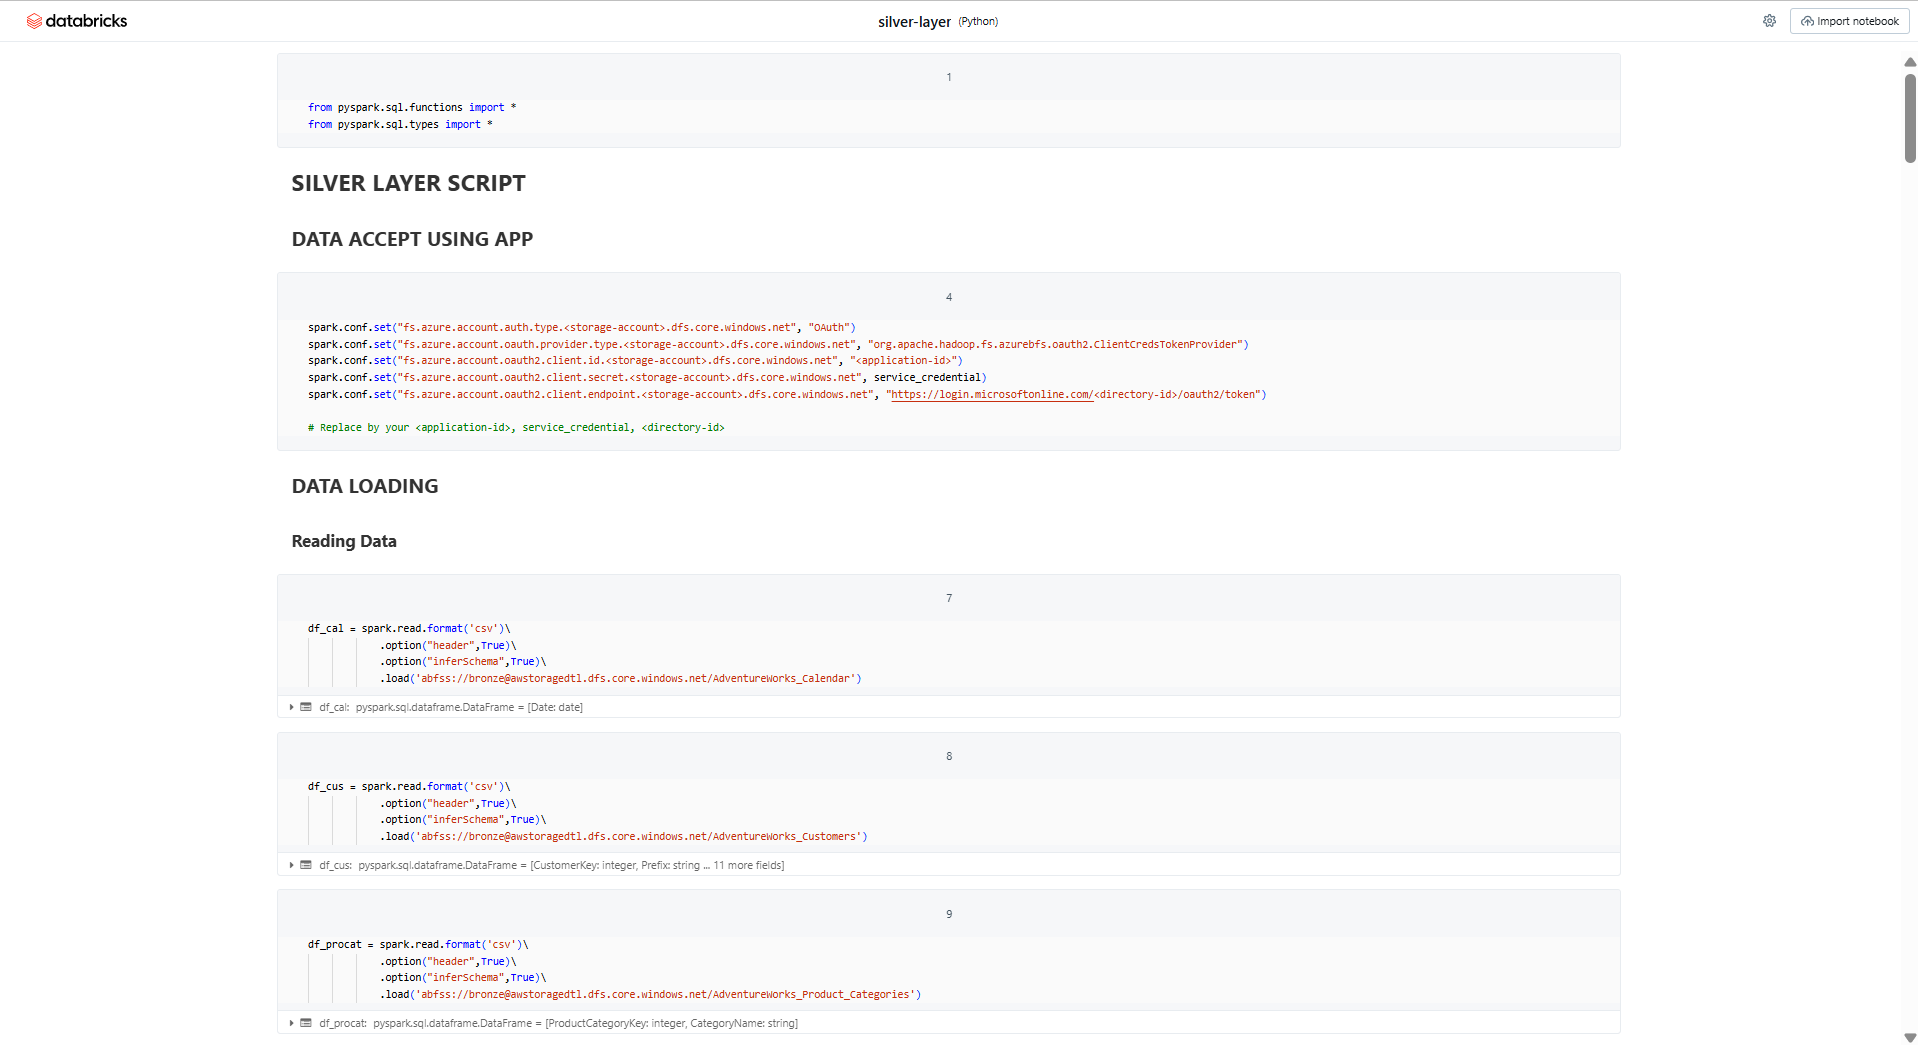 databricks
silver-layer (Python)
Import notebook
1
from pyspark.sql.functions import *
from pyspark.sql.types import *
SILVER LAYER SCRIPT
DATA ACCEPT USING APP
4
spark.conf.set("fs.azure.account.auth.type.<storage-account>.dfs.core.windows.net", "OAuth")
spark.conf.set("fs.azure.account.oauth.provider.type.<storage-account>.dfs.core.windows.net", "org.apache.hadoop.fs.azurebfs.oauth2.ClientCredsTokenProvider")
spark.conf.set("fs.azure.account.oauth2.client.id.<storage-account>.dfs.core.windows.net", "<application-id>")
spark.conf.set("fs.azure.account.oauth2.client.secret.<storage-account>.dfs.core.windows.net", service_credential)
spark.conf.set("fs.azure.account.oauth2.client.endpoint.<storage-account>.dfs.core.windows.net", "https://login.microsoftonline.com/<directory-id>/oauth2/token")
# Replace by your <application-id>, service_credential, <directory-id>
DATA LOADING
Reading Data
7
df_cal = spark.read.format('csv')\
.option("header",True)\
.option("inferSchema",True)\
.load('abfss://bronze@awstoragedtl.dfs.core.windows.net/AdventureWorks_Calendar')
df_cal: pyspark.sql.dataframe.DataFrame = [Date: date]
8
df_cus = spark.read.format('csv')\
.option("header",True)\
.option("inferSchema",True)\
.load('abfss://bronze@awstoragedtl.dfs.core.windows.net/AdventureWorks_Customers')
df_cus: pyspark.sql.dataframe.DataFrame = [CustomerKey: integer, Prefix: string ... 11 more fields]
9
df_procat = spark.read.format('csv')\
.option("header",True)\
.option("inferSchema",True)\
.load('abfss://bronze@awstoragedtl.dfs.core.windows.net/AdventureWorks_Product_Categories')
df_procat: pyspark.sql.dataframe.DataFrame = [ProductCategoryKey: integer, CategoryName: string]